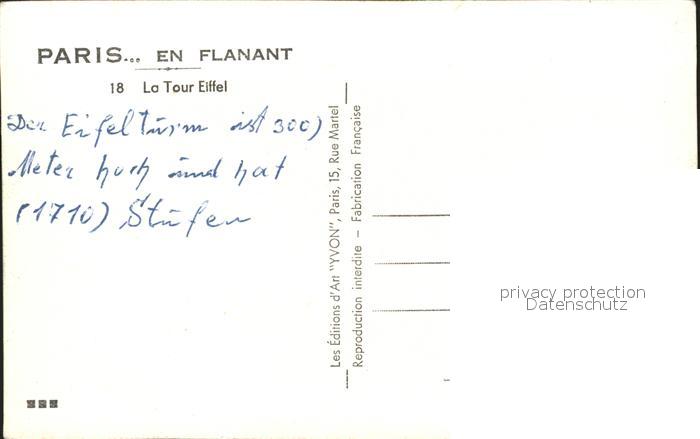 PARIS... EN FLANANT
18 La Tour Eiffel
Der Eifelturm ist 300)
Meter hoch und hat
(1710) Stufen
Les Éditions d'Art "YVON", Paris, 15, Rue Martel
Reproduction interdite – Fabrication Française
privacy protection
Datenschutz